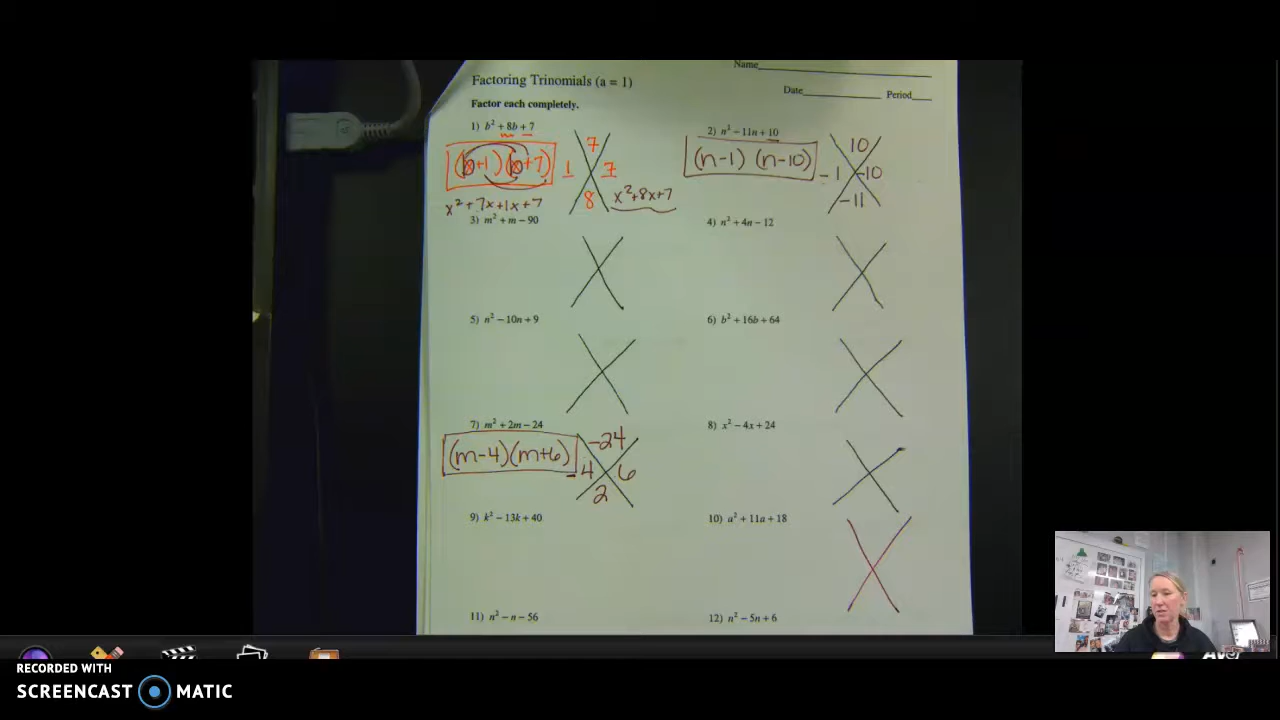 Name
Factoring Trinomials (a = 1)
Date Period
Factor each completely.
1) b² + 8b + 7
7
(x+1)(x+7)
1
7
8
x²+8x+7
x²+7x+1x+7
2) n² − 11n + 10
10
(n-1) (n-10)
-1
-10
-11
3) m² + m − 90
4) n² + 4n − 12
5) n² − 10n + 9
6) b² + 16b + 64
7) m² + 2m − 24
-24
(m-4)(m+6)
-4
6
2
8) x² − 4x + 24
9) k² − 13k + 40
10) a² + 11a + 18
11) n² − n − 56
12) n² − 5n + 6
RECORDED WITH
SCREENCAST MATIC